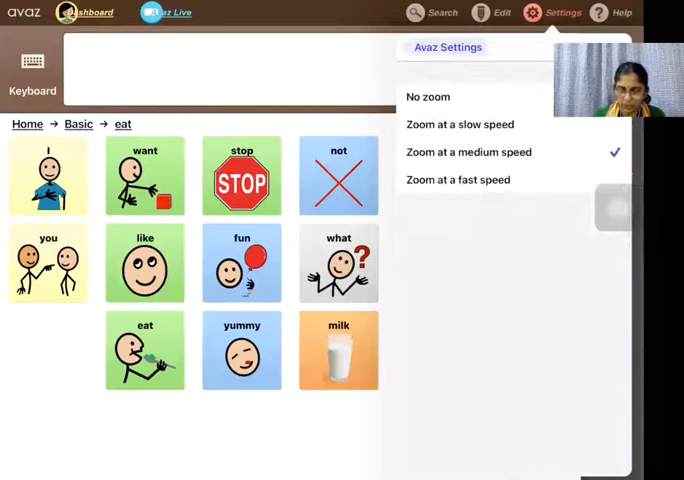 avaz
ashboard
az Live
Search
Edit
Settings
Help
Keyboard
Avaz Settings
No zoom
Zoom at a slow speed
Zoom at a medium speed
Zoom at a fast speed
Home → Basic → eat
I
want
stop
not
STOP
you
like
fun
what
?
eat
yummy
milk